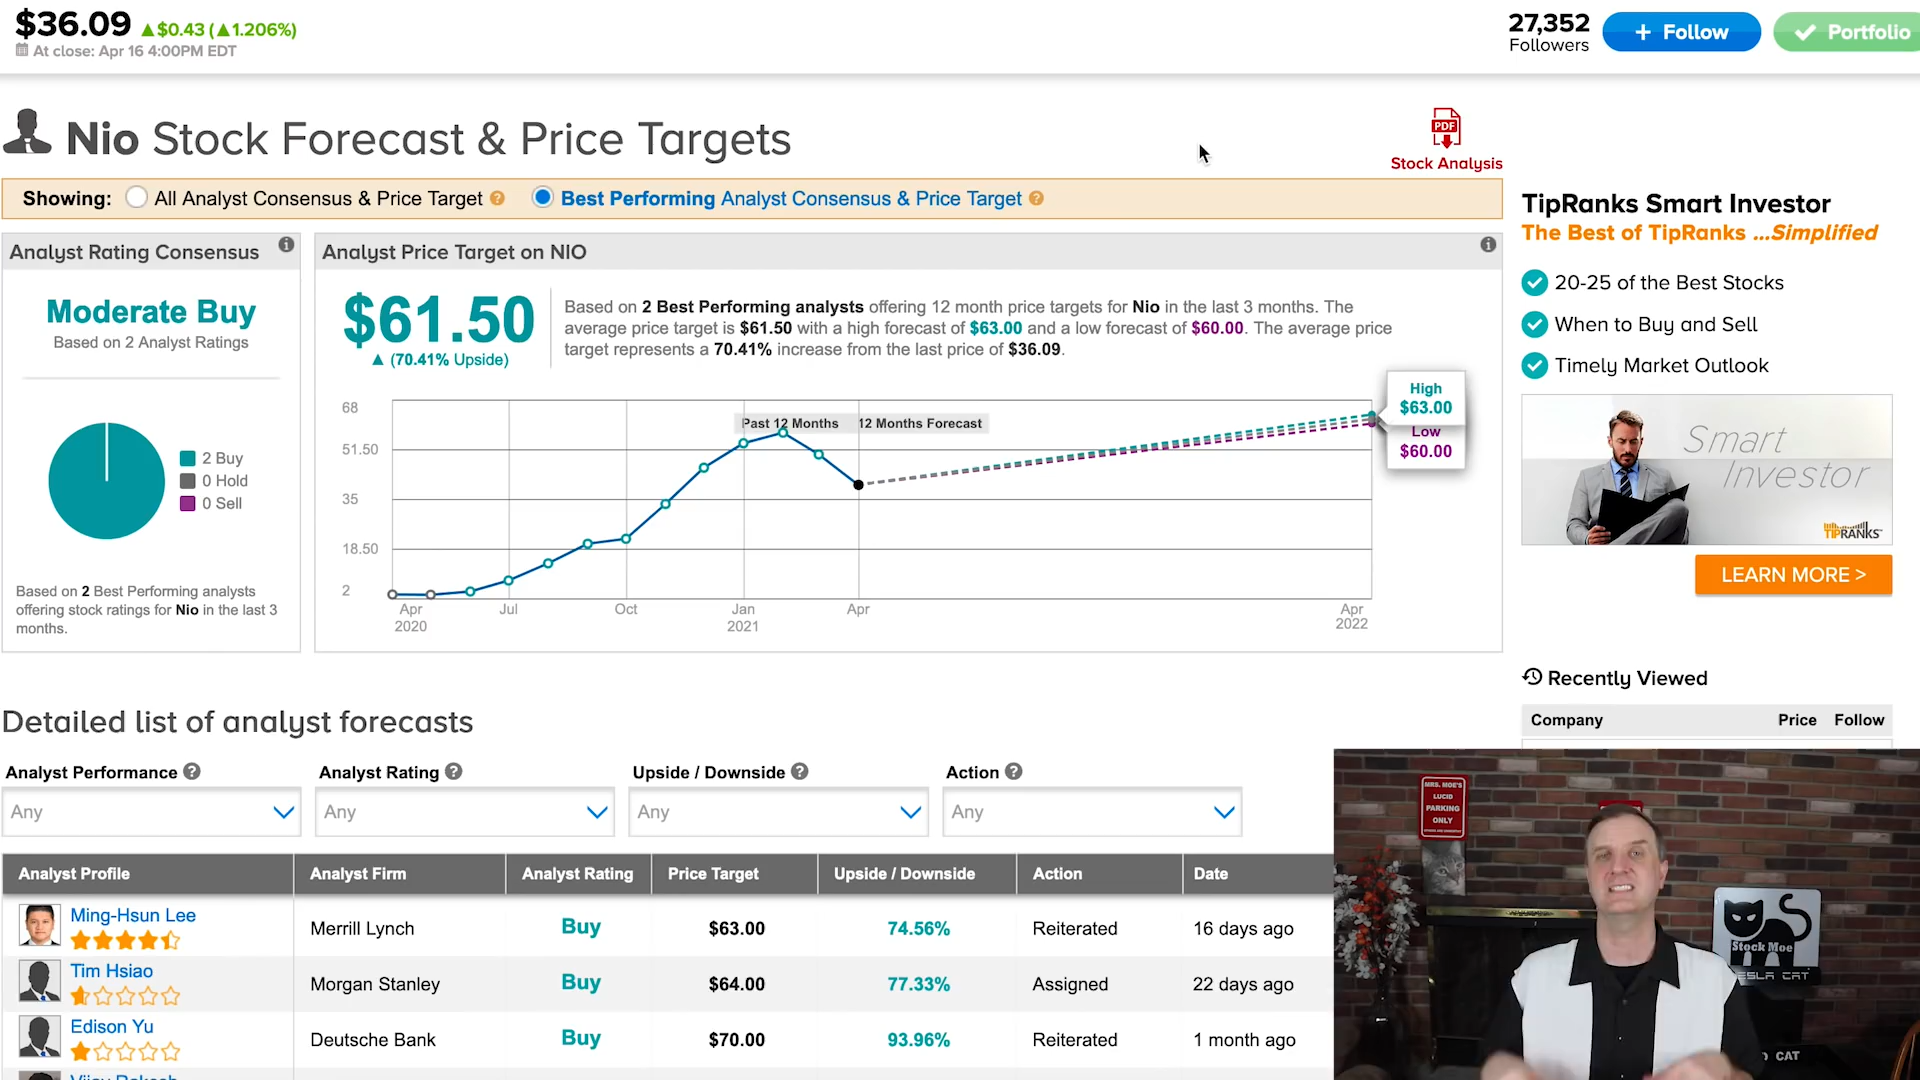 $36.09 ▲$0.43 (▲1.206%)
At close: Apr 16 4:00PM EDT
27,352
Followers
+ Follow
Portfolio
Nio Stock Forecast & Price Targets
PDF
Stock Analysis
Showing: All Analyst Consensus & Price Target ? Best Performing Analyst Consensus & Price Target ?
Analyst Rating Consensus
Moderate Buy
Based on 2 Analyst Ratings
2 Buy
0 Hold
0 Sell
Based on 2 Best Performing analysts
offering stock ratings for Nio in the last 3
months.
Analyst Price Target on NIO
$61.50
▲ (70.41% Upside)
Based on 2 Best Performing analysts offering 12 month price targets for Nio in the last 3 months. The
average price target is $61.50 with a high forecast of $63.00 and a low forecast of $60.00. The average price
target represents a 70.41% increase from the last price of $36.09.
68
51.50
35
18.50
2
Past 12 Months
12 Months Forecast
High
$63.00
Low
$60.00
Apr
2020
Jul
Oct
Jan
2021
Apr
Apr
2022
TipRanks Smart Investor
The Best of TipRanks ...Simplified
20-25 of the Best Stocks
When to Buy and Sell
Timely Market Outlook
Smart
Investor
TIPRANKS
LEARN MORE >
Recently Viewed
Company Price Follow
Detailed list of analyst forecasts
Analyst Performance ? Analyst Rating ? Upside / Downside ? Action ?
Any Any Any Any
Analyst Profile Analyst Firm Analyst Rating Price Target Upside / Downside Action Date
Ming-Hsun Lee Merrill Lynch Buy $63.00 74.56% Reiterated 16 days ago
Tim Hsiao Morgan Stanley Buy $64.00 77.33% Assigned 22 days ago
Edison Yu Deutsche Bank Buy $70.00 93.96% Reiterated 1 month ago
MRS. MOE'S
LUCID
PARKING
ONLY
Stock Moe
CAT